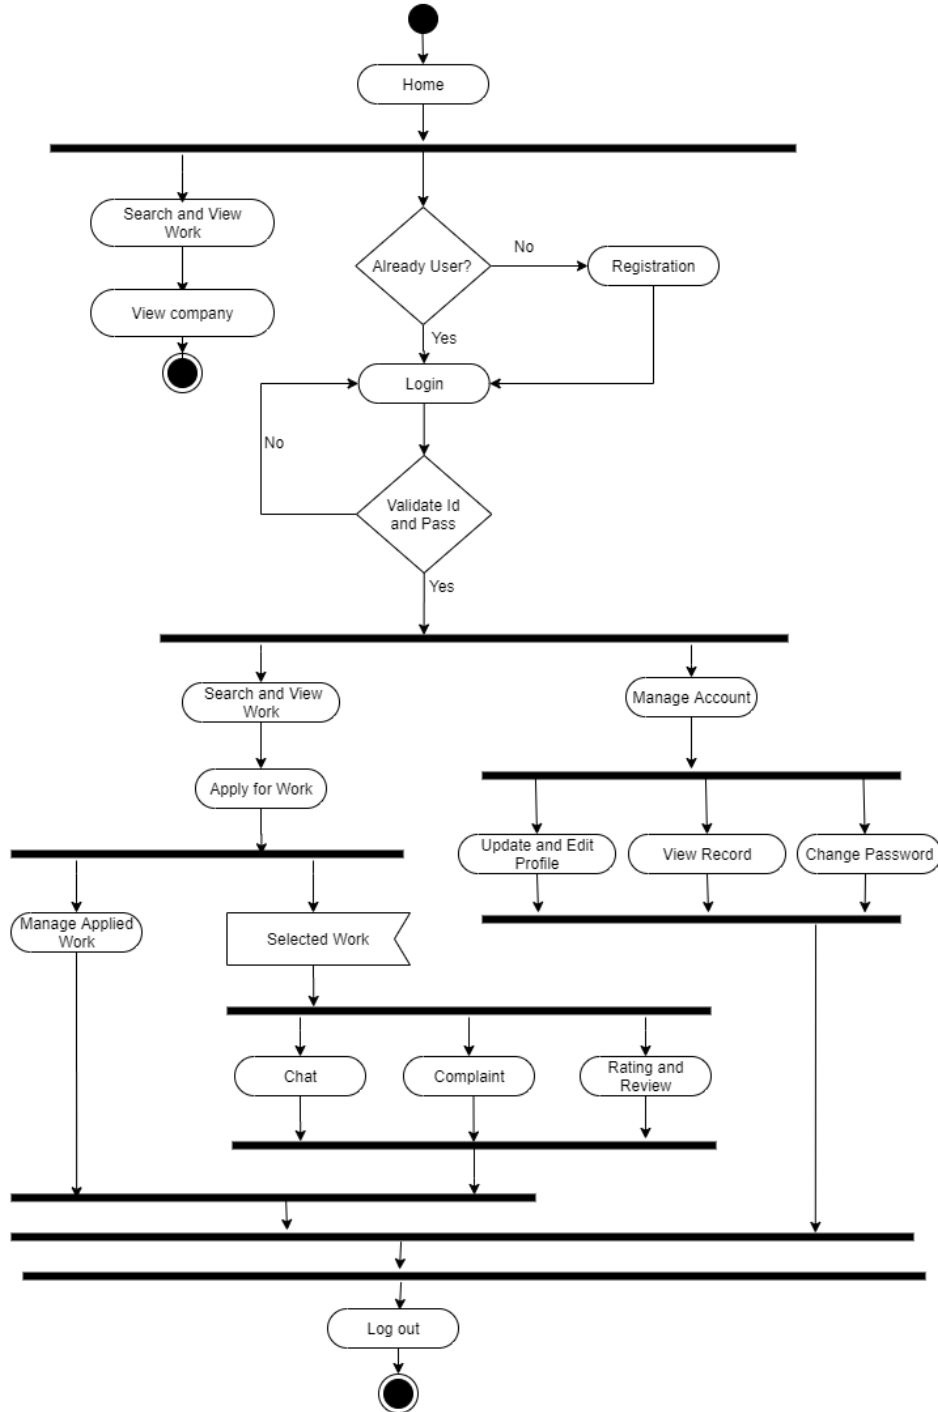 Home
Search and View
Work
Already User?
No
Registration
View company
Yes
Login
No
Validate Id
and Pass
Yes
Search and View
Work
Manage Account
Apply for Work
Update and Edit
Profile
View Record
Change Password
Manage Applied
Work
Selected Work
Chat
Complaint
Rating and
Review
Log out